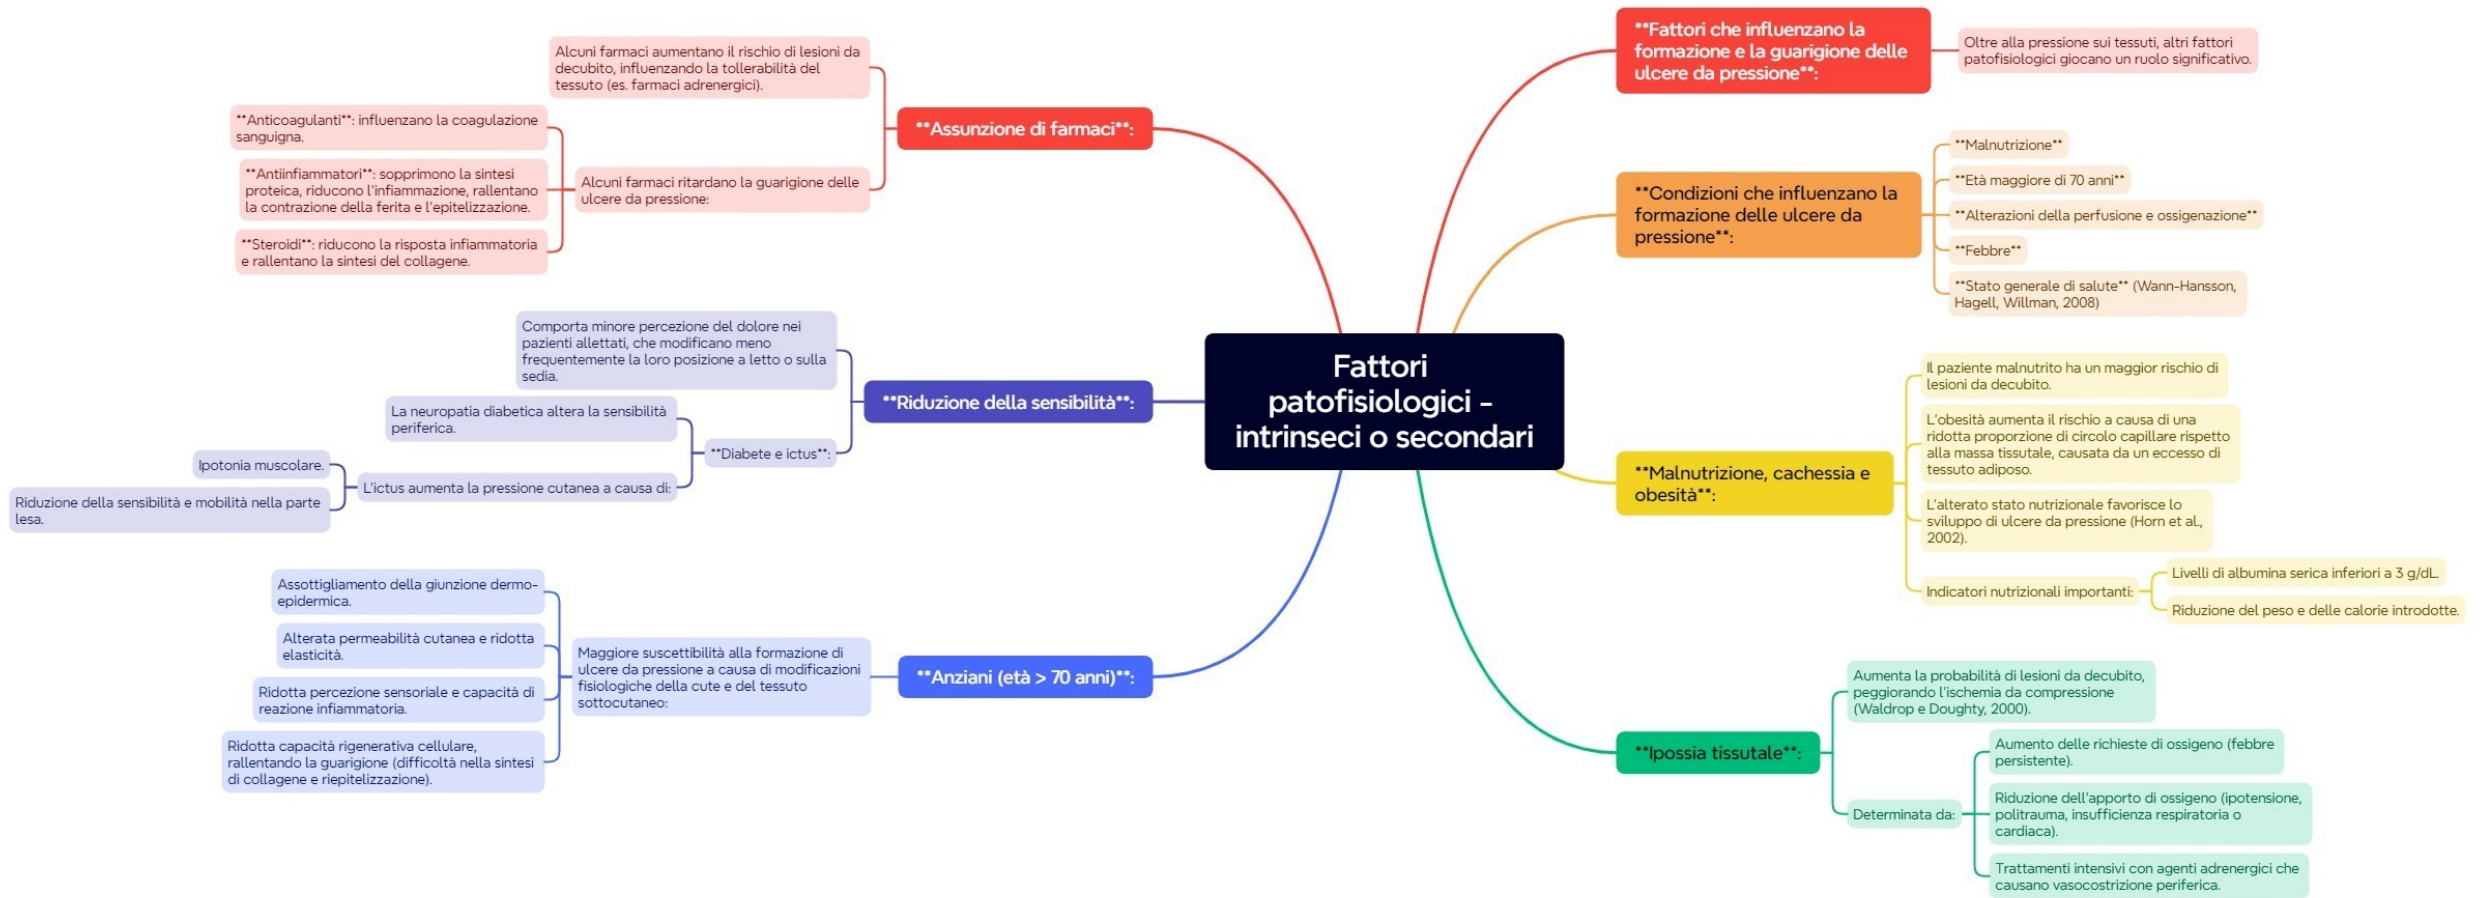 Fattori
patofisiologici -
intrinseci o secondari
**Fattori che influenzano la
formazione e la guarigione delle
ulcere da pressione**:
Oltre alla pressione sui tessuti, altri fattori
patofisiologici giocano un ruolo significativo.
**Condizioni che influenzano la
formazione delle ulcere da
pressione**:
**Malnutrizione**
**Età maggiore di 70 anni**
**Alterazioni della perfusione e ossigenazione**
**Febbre**
**Stato generale di salute** (Wann-Hansson,
Hagell, Willman, 2008)
**Malnutrizione, cachessia e
obesità**:
Il paziente malnutrito ha un maggior rischio di
lesioni da decubito.
L'obesità aumenta il rischio a causa di una
ridotta proporzione di circolo capillare rispetto
alla massa tissutale, causata da un eccesso di
tessuto adiposo.
L'alterato stato nutrizionale favorisce lo
sviluppo di ulcere da pressione (Horn et al.,
2002).
Indicatori nutrizionali importanti:
Livelli di albumina serica inferiori a 3 g/dL.
Riduzione del peso e delle calorie introdotte.
**Ipossia tissutale**:
Aumenta la probabilità di lesioni da decubito,
peggiorando l'ischemia da compressione
(Waldrop e Doughty, 2000).
Determinata da:
Aumento delle richieste di ossigeno (febbre
persistente).
Riduzione dell'apporto di ossigeno (ipotensione,
politrauma, insufficienza respiratoria o
cardiaca).
Trattamenti intensivi con agenti adrenergici che
causano vasocostrizione periferica.
**Assunzione di farmaci**:
Alcuni farmaci aumentano il rischio di lesioni da
decubito, influenzando la tollerabilità del
tessuto (es. farmaci adrenergici).
Alcuni farmaci ritardano la guarigione delle
ulcere da pressione:
**Anticoagulanti**: influenzano la coagulazione
sanguigna.
**Antiinfiammatori**: sopprimono la sintesi
proteica, riducono l'infiammazione, rallentano
la contrazione della ferita e l'epitelizzazione.
**Steroidi**: riducono la risposta infiammatoria
e rallentano la sintesi del collagene.
**Riduzione della sensibilità**:
Comporta minore percezione del dolore nei
pazienti allettati, che modificano meno
frequentemente la loro posizione a letto o sulla
sedia.
**Diabete e ictus**:
La neuropatia diabetica altera la sensibilità
periferica.
L'ictus aumenta la pressione cutanea a causa di:
Ipotonia muscolare.
Riduzione della sensibilità e mobilità nella parte
lesa.
**Anziani (età > 70 anni)**:
Maggiore suscettibilità alla formazione di
ulcere da pressione a causa di modificazioni
fisiologiche della cute e del tessuto
sottocutaneo:
Assottigliamento della giunzione dermo-
epidermica.
Alterata permeabilità cutanea e ridotta
elasticità.
Ridotta percezione sensoriale e capacità di
reazione infiammatoria.
Ridotta capacità rigenerativa cellulare,
rallentando la guarigione (difficoltà nella sintesi
di collagene e riepitelizzazione).